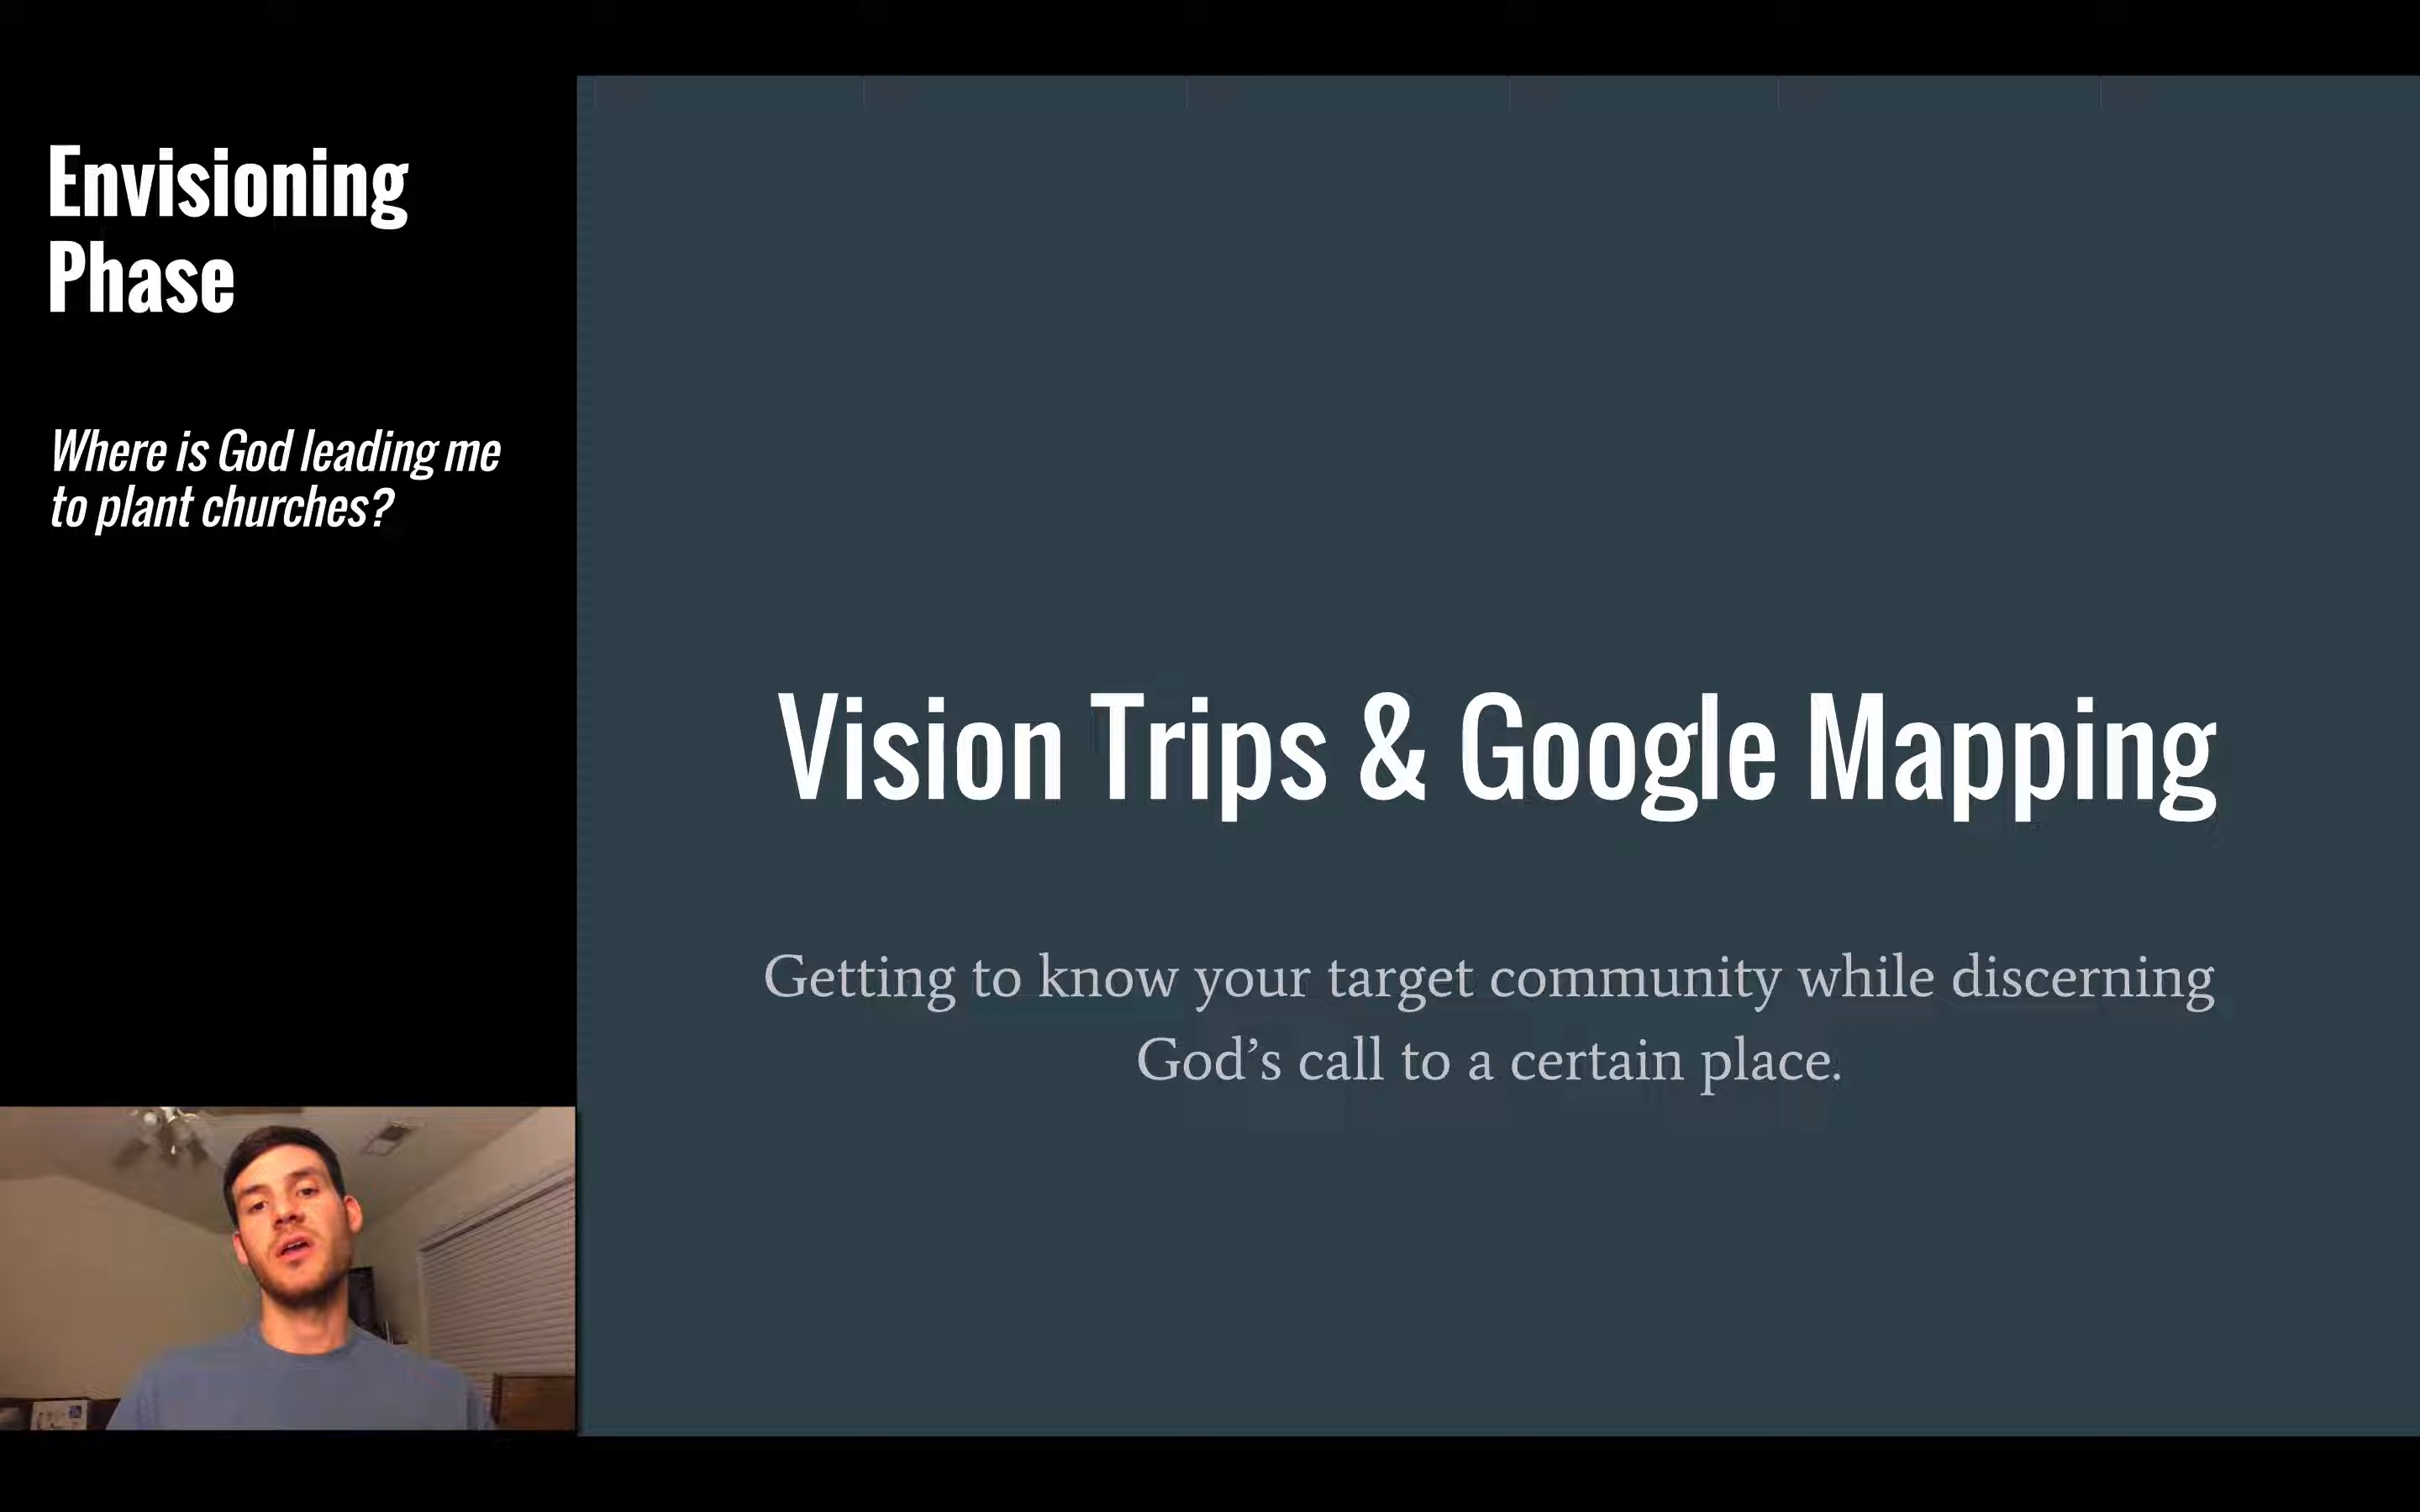 Envisioning
Phase
Where is God leading me
to plant churches?
Vision Trips & Google Mapping
Getting to know your target community while discerning
God’s call to a certain place.